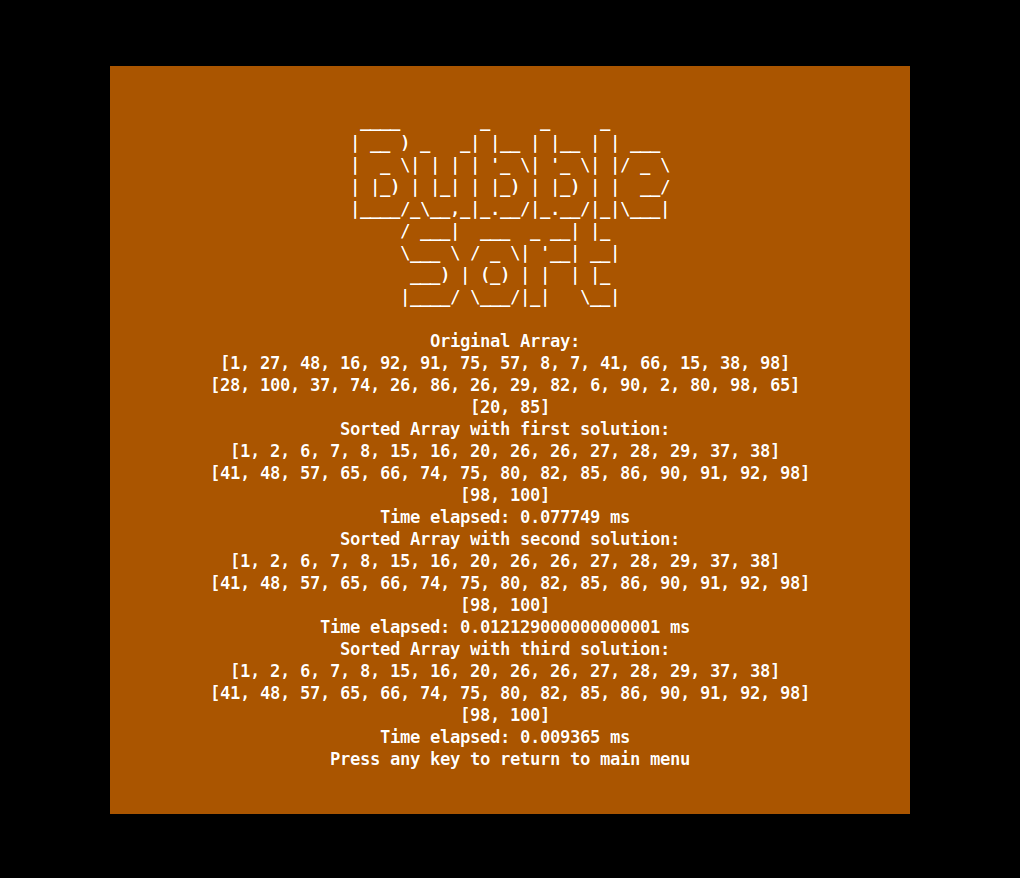 Bubble
Sort
Original Array:
[1, 27, 48, 16, 92, 91, 75, 57, 8, 7, 41, 66, 15, 38, 98]
[28, 100, 37, 74, 26, 86, 26, 29, 82, 6, 90, 2, 80, 98, 65]
[20, 85]
Sorted Array with first solution:
[1, 2, 6, 7, 8, 15, 16, 20, 26, 26, 27, 28, 29, 37, 38]
[41, 48, 57, 65, 66, 74, 75, 80, 82, 85, 86, 90, 91, 92, 98]
[98, 100]
Time elapsed: 0.077749 ms
Sorted Array with second solution:
[1, 2, 6, 7, 8, 15, 16, 20, 26, 26, 27, 28, 29, 37, 38]
[41, 48, 57, 65, 66, 74, 75, 80, 82, 85, 86, 90, 91, 92, 98]
[98, 100]
Time elapsed: 0.012129000000000001 ms
Sorted Array with third solution:
[1, 2, 6, 7, 8, 15, 16, 20, 26, 26, 27, 28, 29, 37, 38]
[41, 48, 57, 65, 66, 74, 75, 80, 82, 85, 86, 90, 91, 92, 98]
[98, 100]
Time elapsed: 0.009365 ms
Press any key to return to main menu